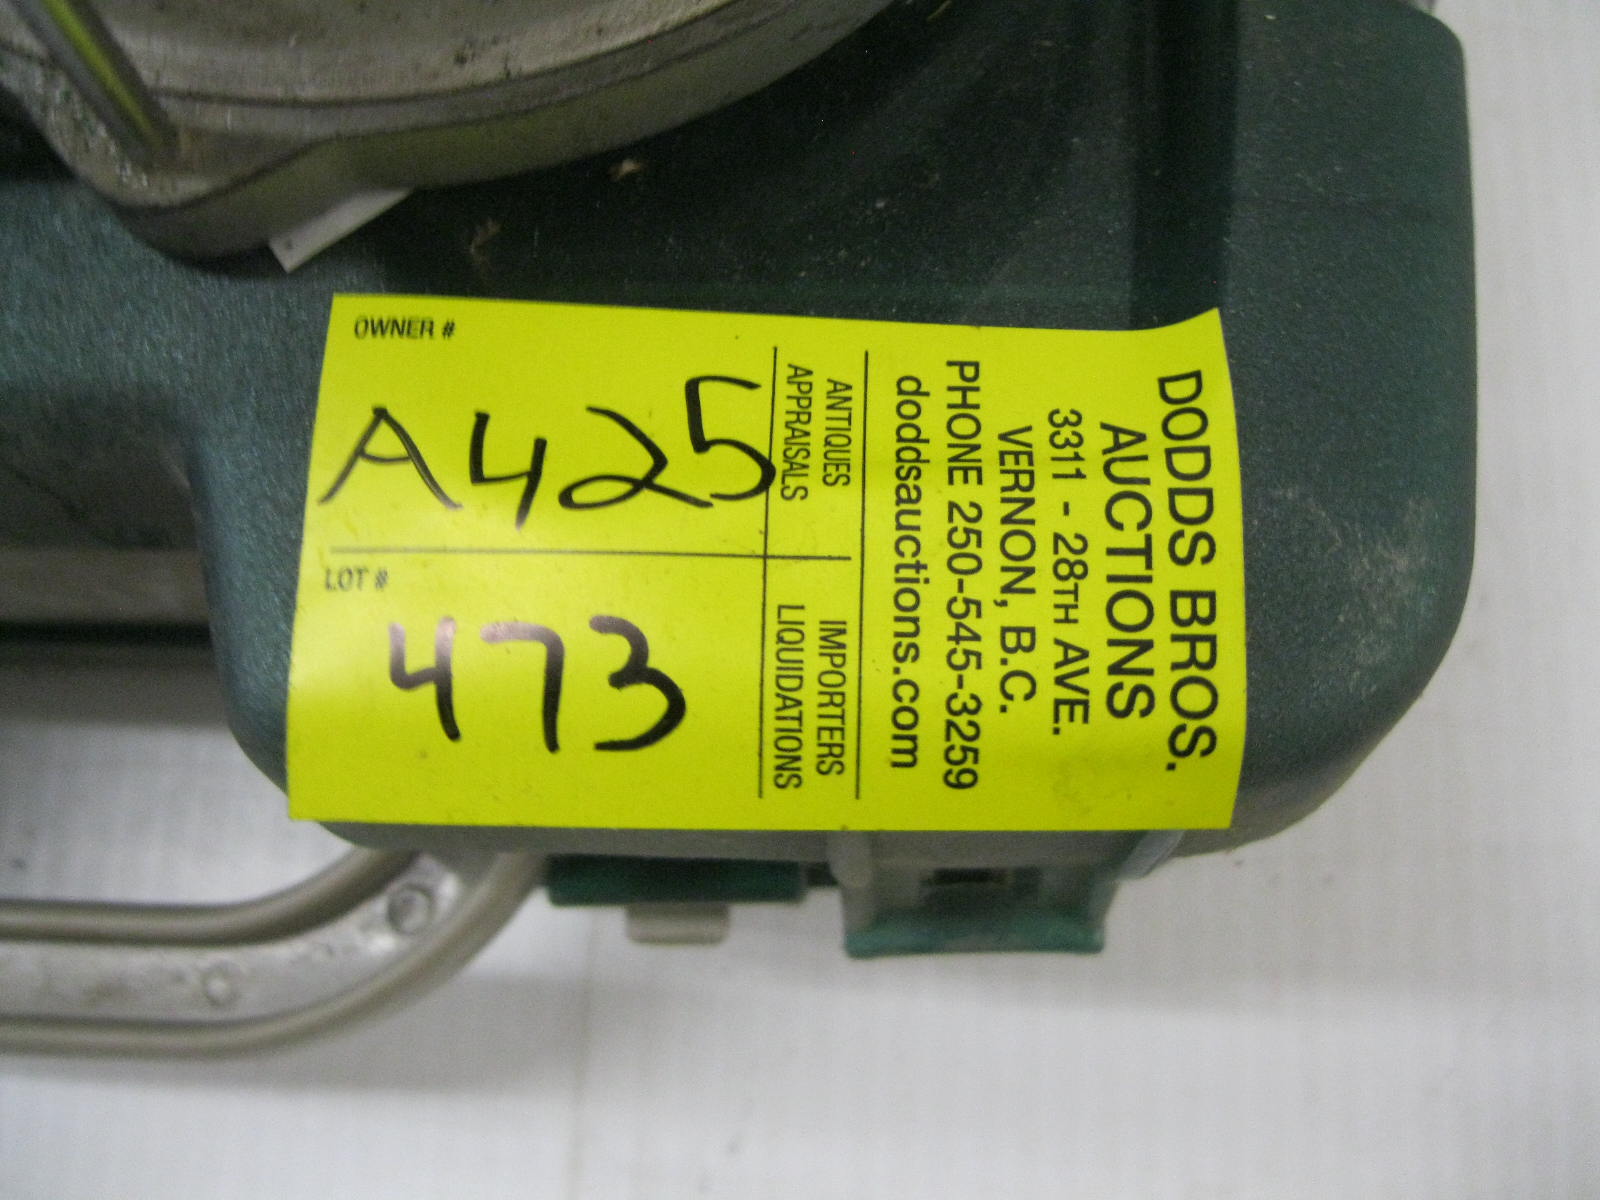 DODDS BROS.
AUCTIONS
3311 - 28TH AVE.
VERNON, B.C.
PHONE 250-545-3259
doddsauctions.com
ANTIQUES
APPRAISALS
IMPORTERS
LIQUIDATIONS
OWNER #
A425
LOT #
473